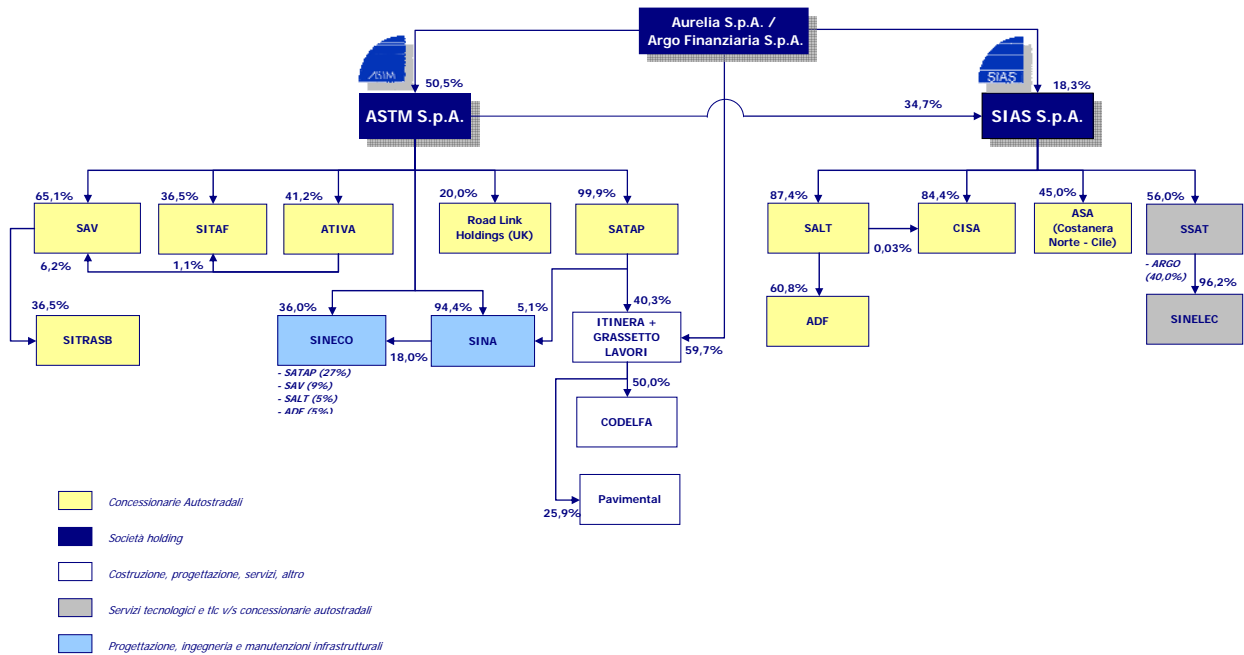 Aurelia S.p.A. /
Argo Finanziaria S.p.A.
ASTM
50,5%
ASTM S.p.A.
34,7%
SIAS
18,3%
SIAS S.p.A.
65,1%
SAV
36,5%
SITAF
41,2%
ATIVA
20,0%
Road Link
Holdings (UK)
99,9%
SATAP
87,4%
SALT
0,03%
84,4%
CISA
45,0%
ASA
(Costanera
Norte - Cile)
56,0%
SSAT
6,2%
1,1%
- ARGO
(40,0%)
96,2%
36,5%
SITRASB
36,0%
SINECO
18,0%
94,4%
SINA
5,1%
40,3%
ITINERA +
GRASSETTO
LAVORI
59,7%
60,8%
ADF
SINELEC
- SATAP (27%)
- SAV (9%)
- SALT (5%)
- ADF (5%)
50,0%
CODELFA
25,9%
Pavimental
Concessionarie Autostradali
Società holding
Costruzione, progettazione, servizi, altro
Servizi tecnologici e tlc v/s concessionarie autostradali
Progettazione, ingegneria e manutenzioni infrastrutturali